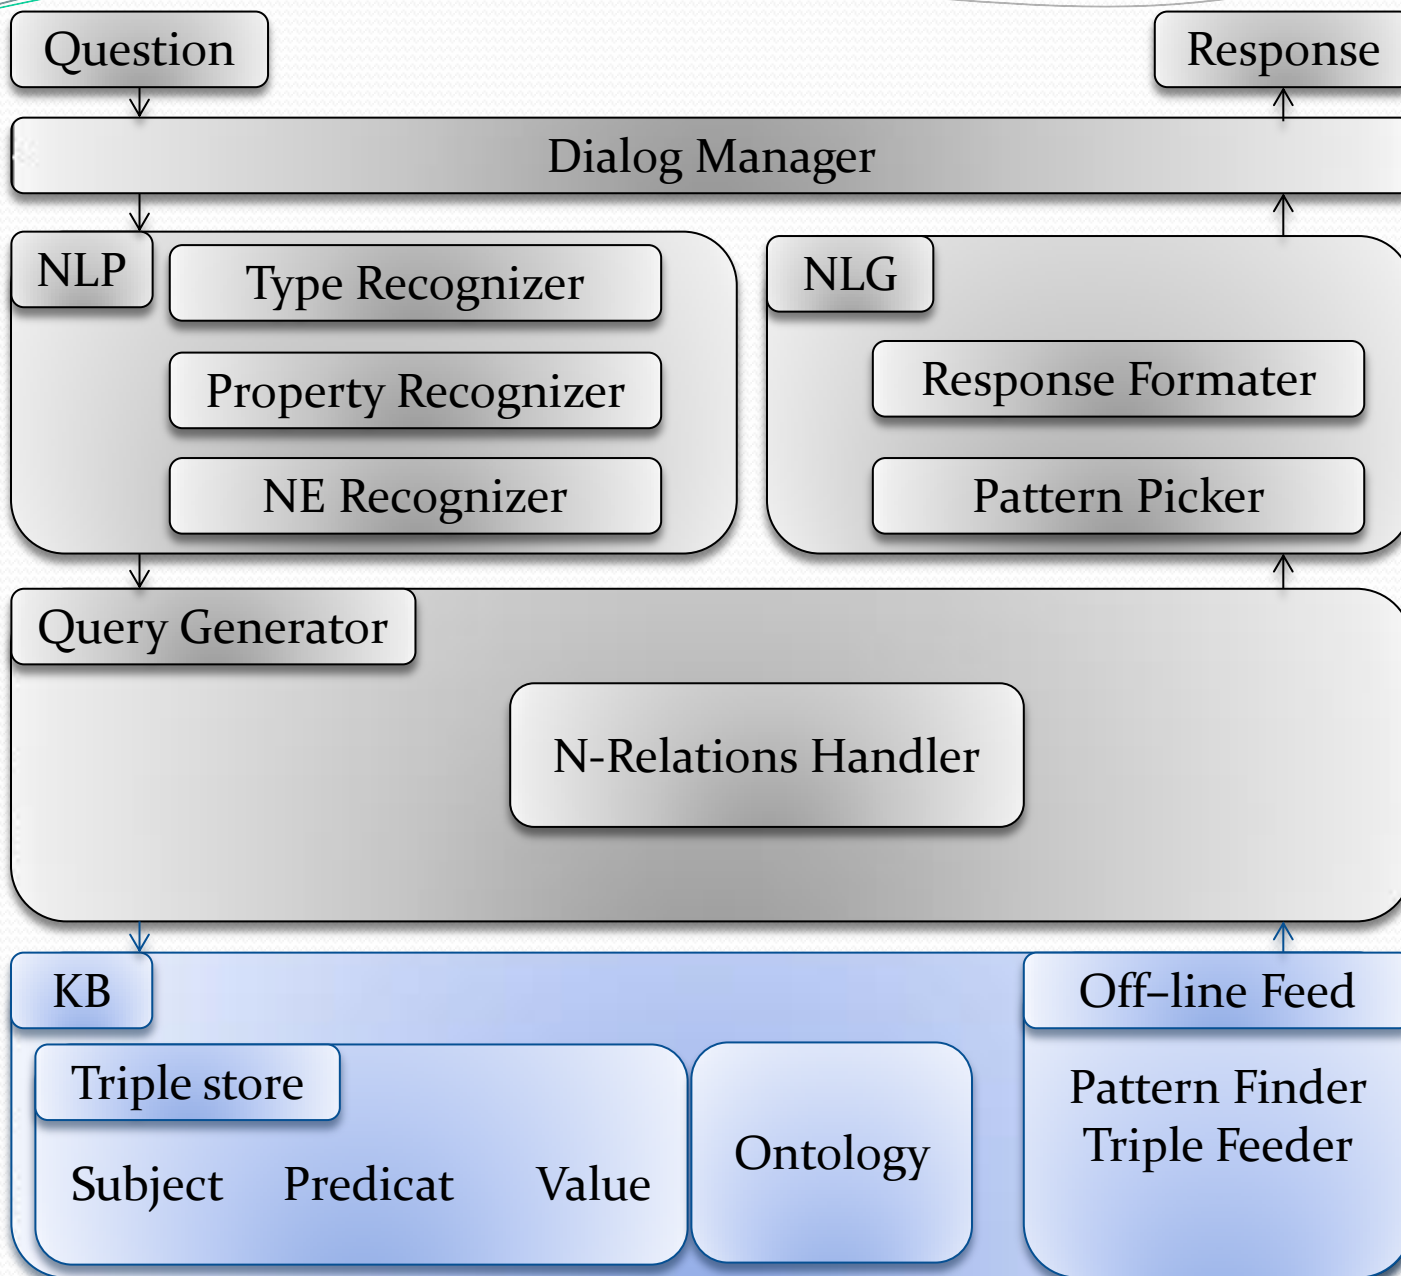 Question
Response
Dialog Manager
NLP
Type Recognizer
Property Recognizer
NE Recognizer
NLG
Response Formater
Pattern Picker
Query Generator
N-Relations Handler
KB
Triple store
Subject Predicat Value
Ontology
Off–line Feed
Pattern Finder
Triple Feeder